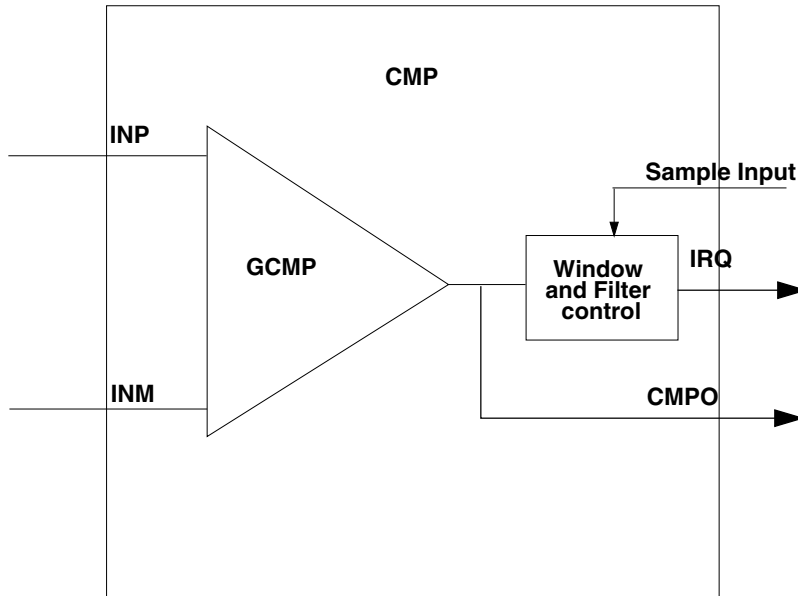 CMP
INP
Sample Input
GCMP
Window
and Filter
control
IRQ
INM
CMPO